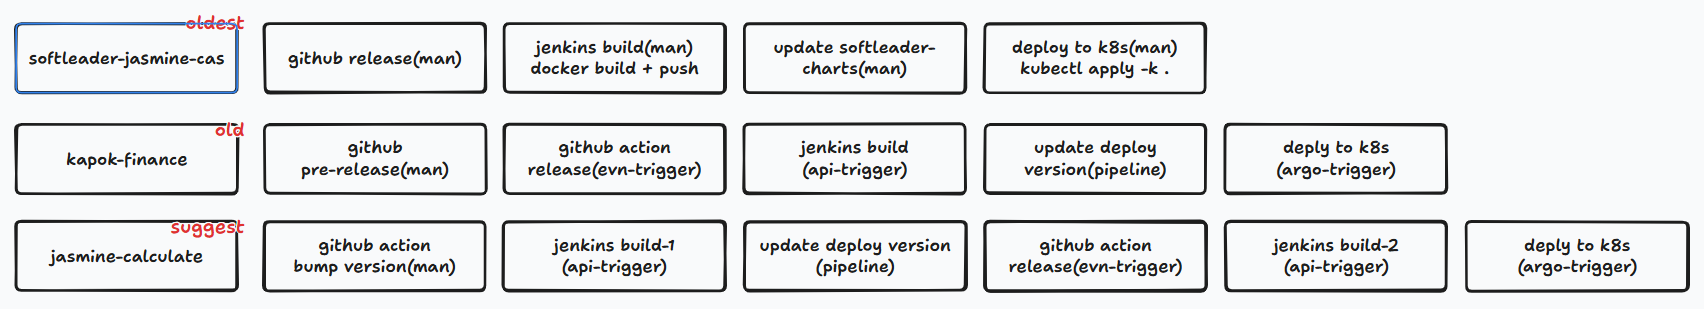 oldest
softleader-jasmine-cas
github release(man)
jenkins build(man)
docker build + push
update softleader-
charts(man)
deploy to k8s(man)
kubectl apply -k .
old
kapok-finance
github
pre-release(man)
github action
release(evn-trigger)
jenkins build
(api-trigger)
update deploy
version(pipeline)
deply to k8s
(argo-trigger)
suggest
jasmine-calculate
github action
bump version(man)
jenkins build-1
(api-trigger)
update deploy version
(pipeline)
github action
release(evn-trigger)
jenkins build-2
(api-trigger)
deply to k8s
(argo-trigger)